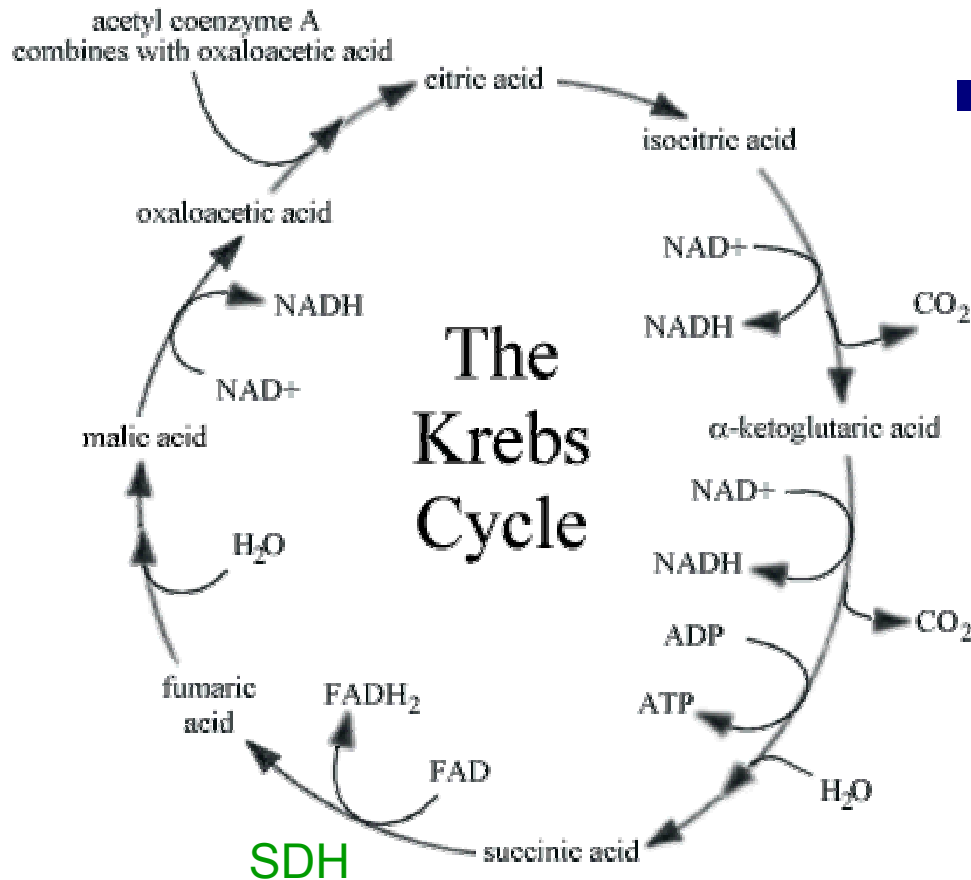 acetyl coenzyme A
combines with oxaloacetic acid
citric acid
isocitric acid
oxaloacetic acid
NAD+
NADH
CO₂
NADH
NAD+
The
Krebs
Cycle
malic acid
α-ketoglutaric acid
NAD+
NADH
CO₂
H₂O
ADP
ATP
H₂O
fumaric
acid
FADH₂
FAD
succinic acid
SDH